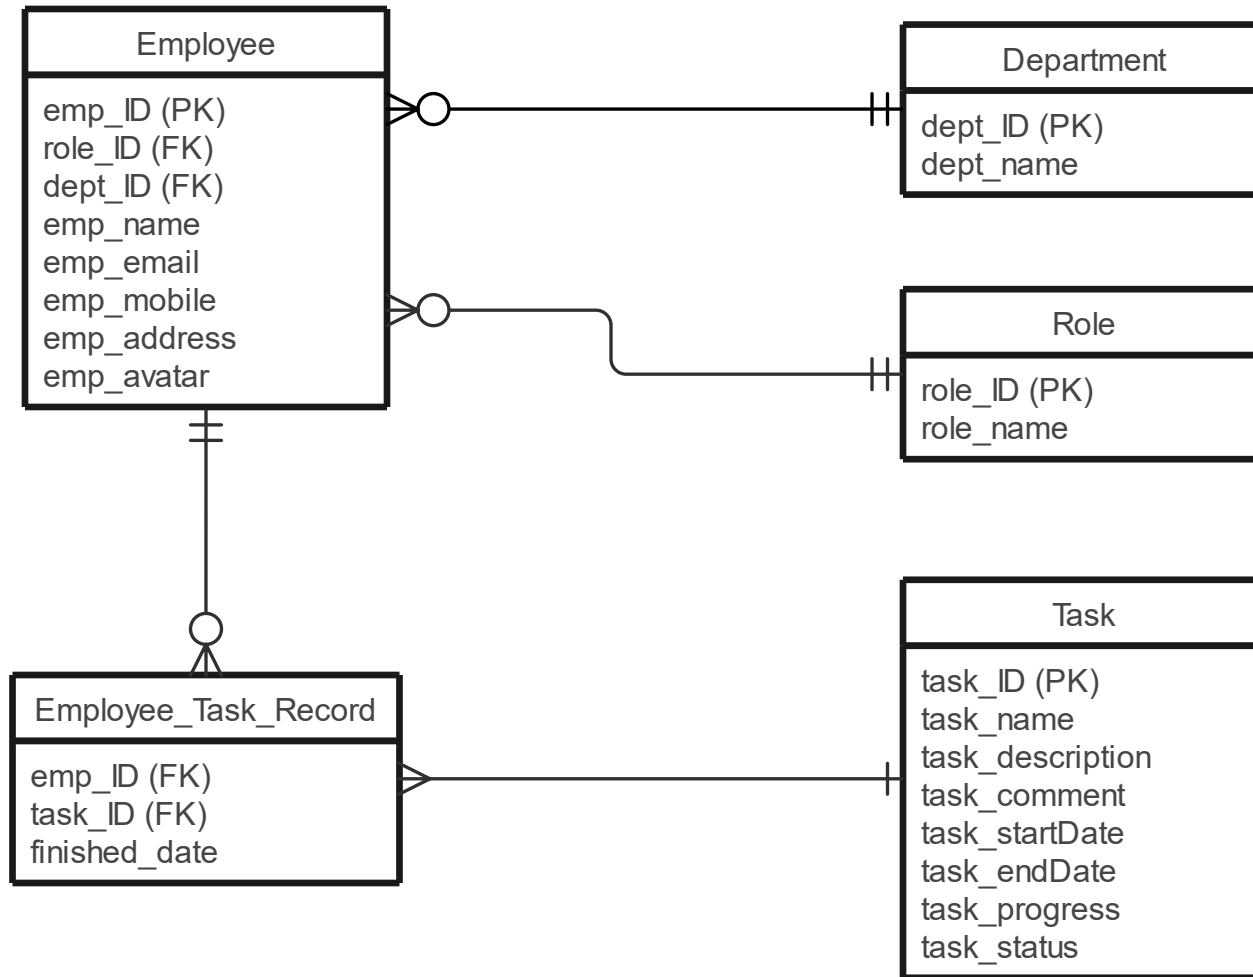 Employee
emp_ID (PK)
role_ID (FK)
dept_ID (FK)
emp_name
emp_email
emp_mobile
emp_address
emp_avatar
Department
dept_ID (PK)
dept_name
Role
role_ID (PK)
role_name
Employee_Task_Record
emp_ID (FK)
task_ID (FK)
finished_date
Task
task_ID (PK)
task_name
task_description
task_comment
task_startDate
task_endDate
task_progress
task_status